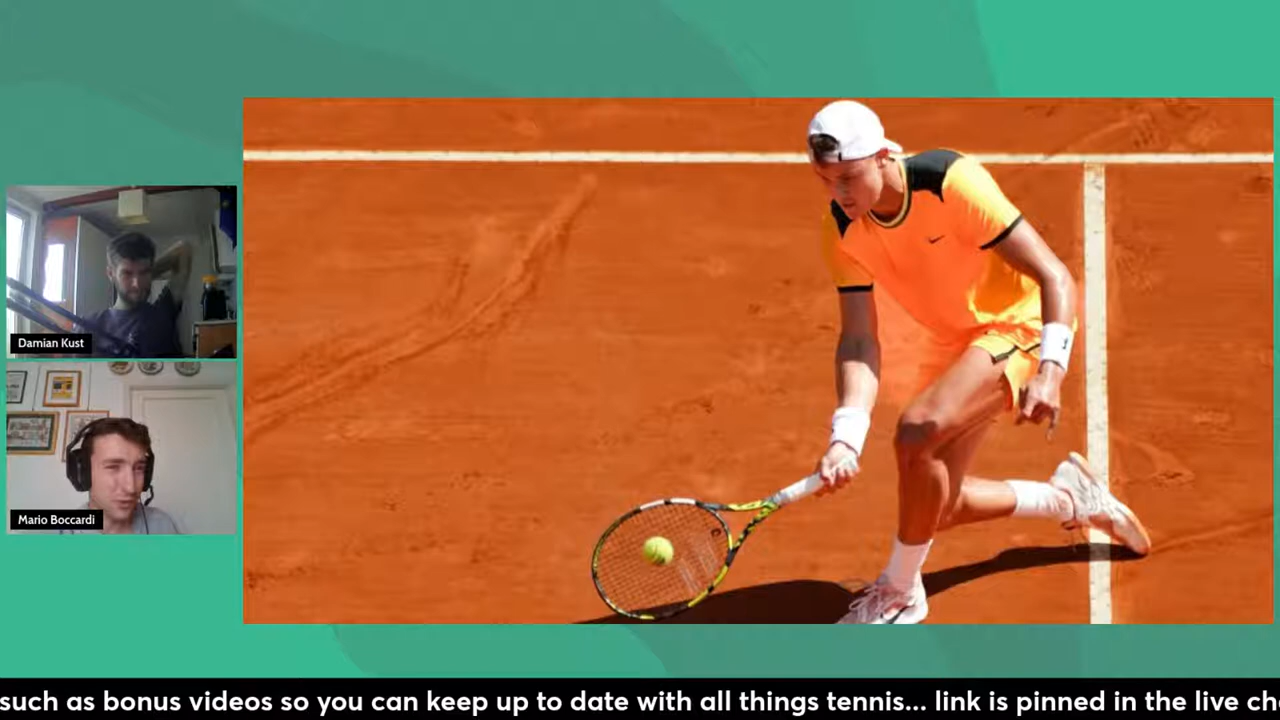 Damian Kust
Mario Boccardi
such as bonus videos so you can keep up to date with all things tennis... link is pinned in the live ch